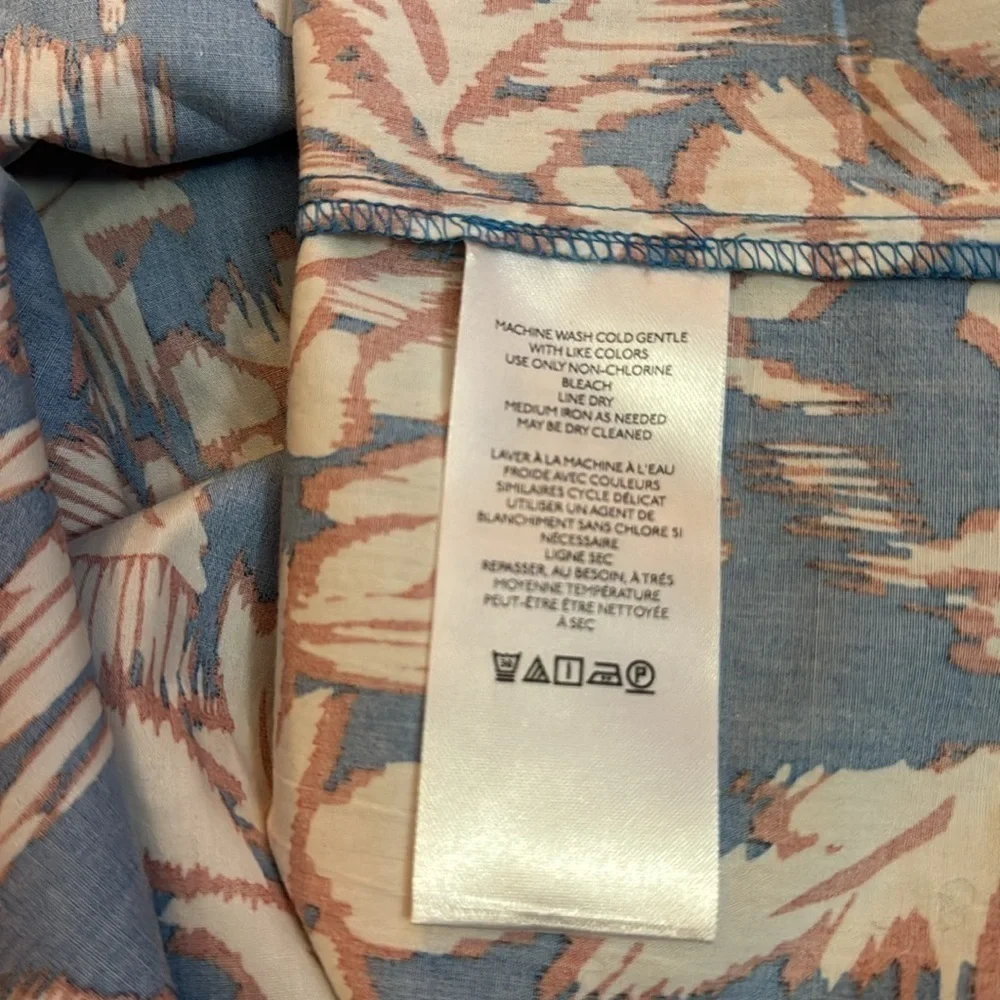 MACHINE WASH COLD GENTLE
WITH LIKE COLORS
USE ONLY NON-CHLORINE
BLEACH
LINE DRY
MEDIUM IRON AS NEEDED
MAY BE DRY CLEANED
LAVER À LA MACHINE À L'EAU
FROIDE AVEC COULEURS
SIMILAIRES CYCLE DÉLICAT
UTILISER UN AGENT DE
BLANCHIMENT SANS CHLORE SI
NÉCESSAIRE
LIGNE SEC
REPASSER, AU BESOIN, À TRÈS
MOYENNE TEMPÉRATURE
PEUT-ÊTRE ÊTRE NETTOYÉE
À SEC
30 P